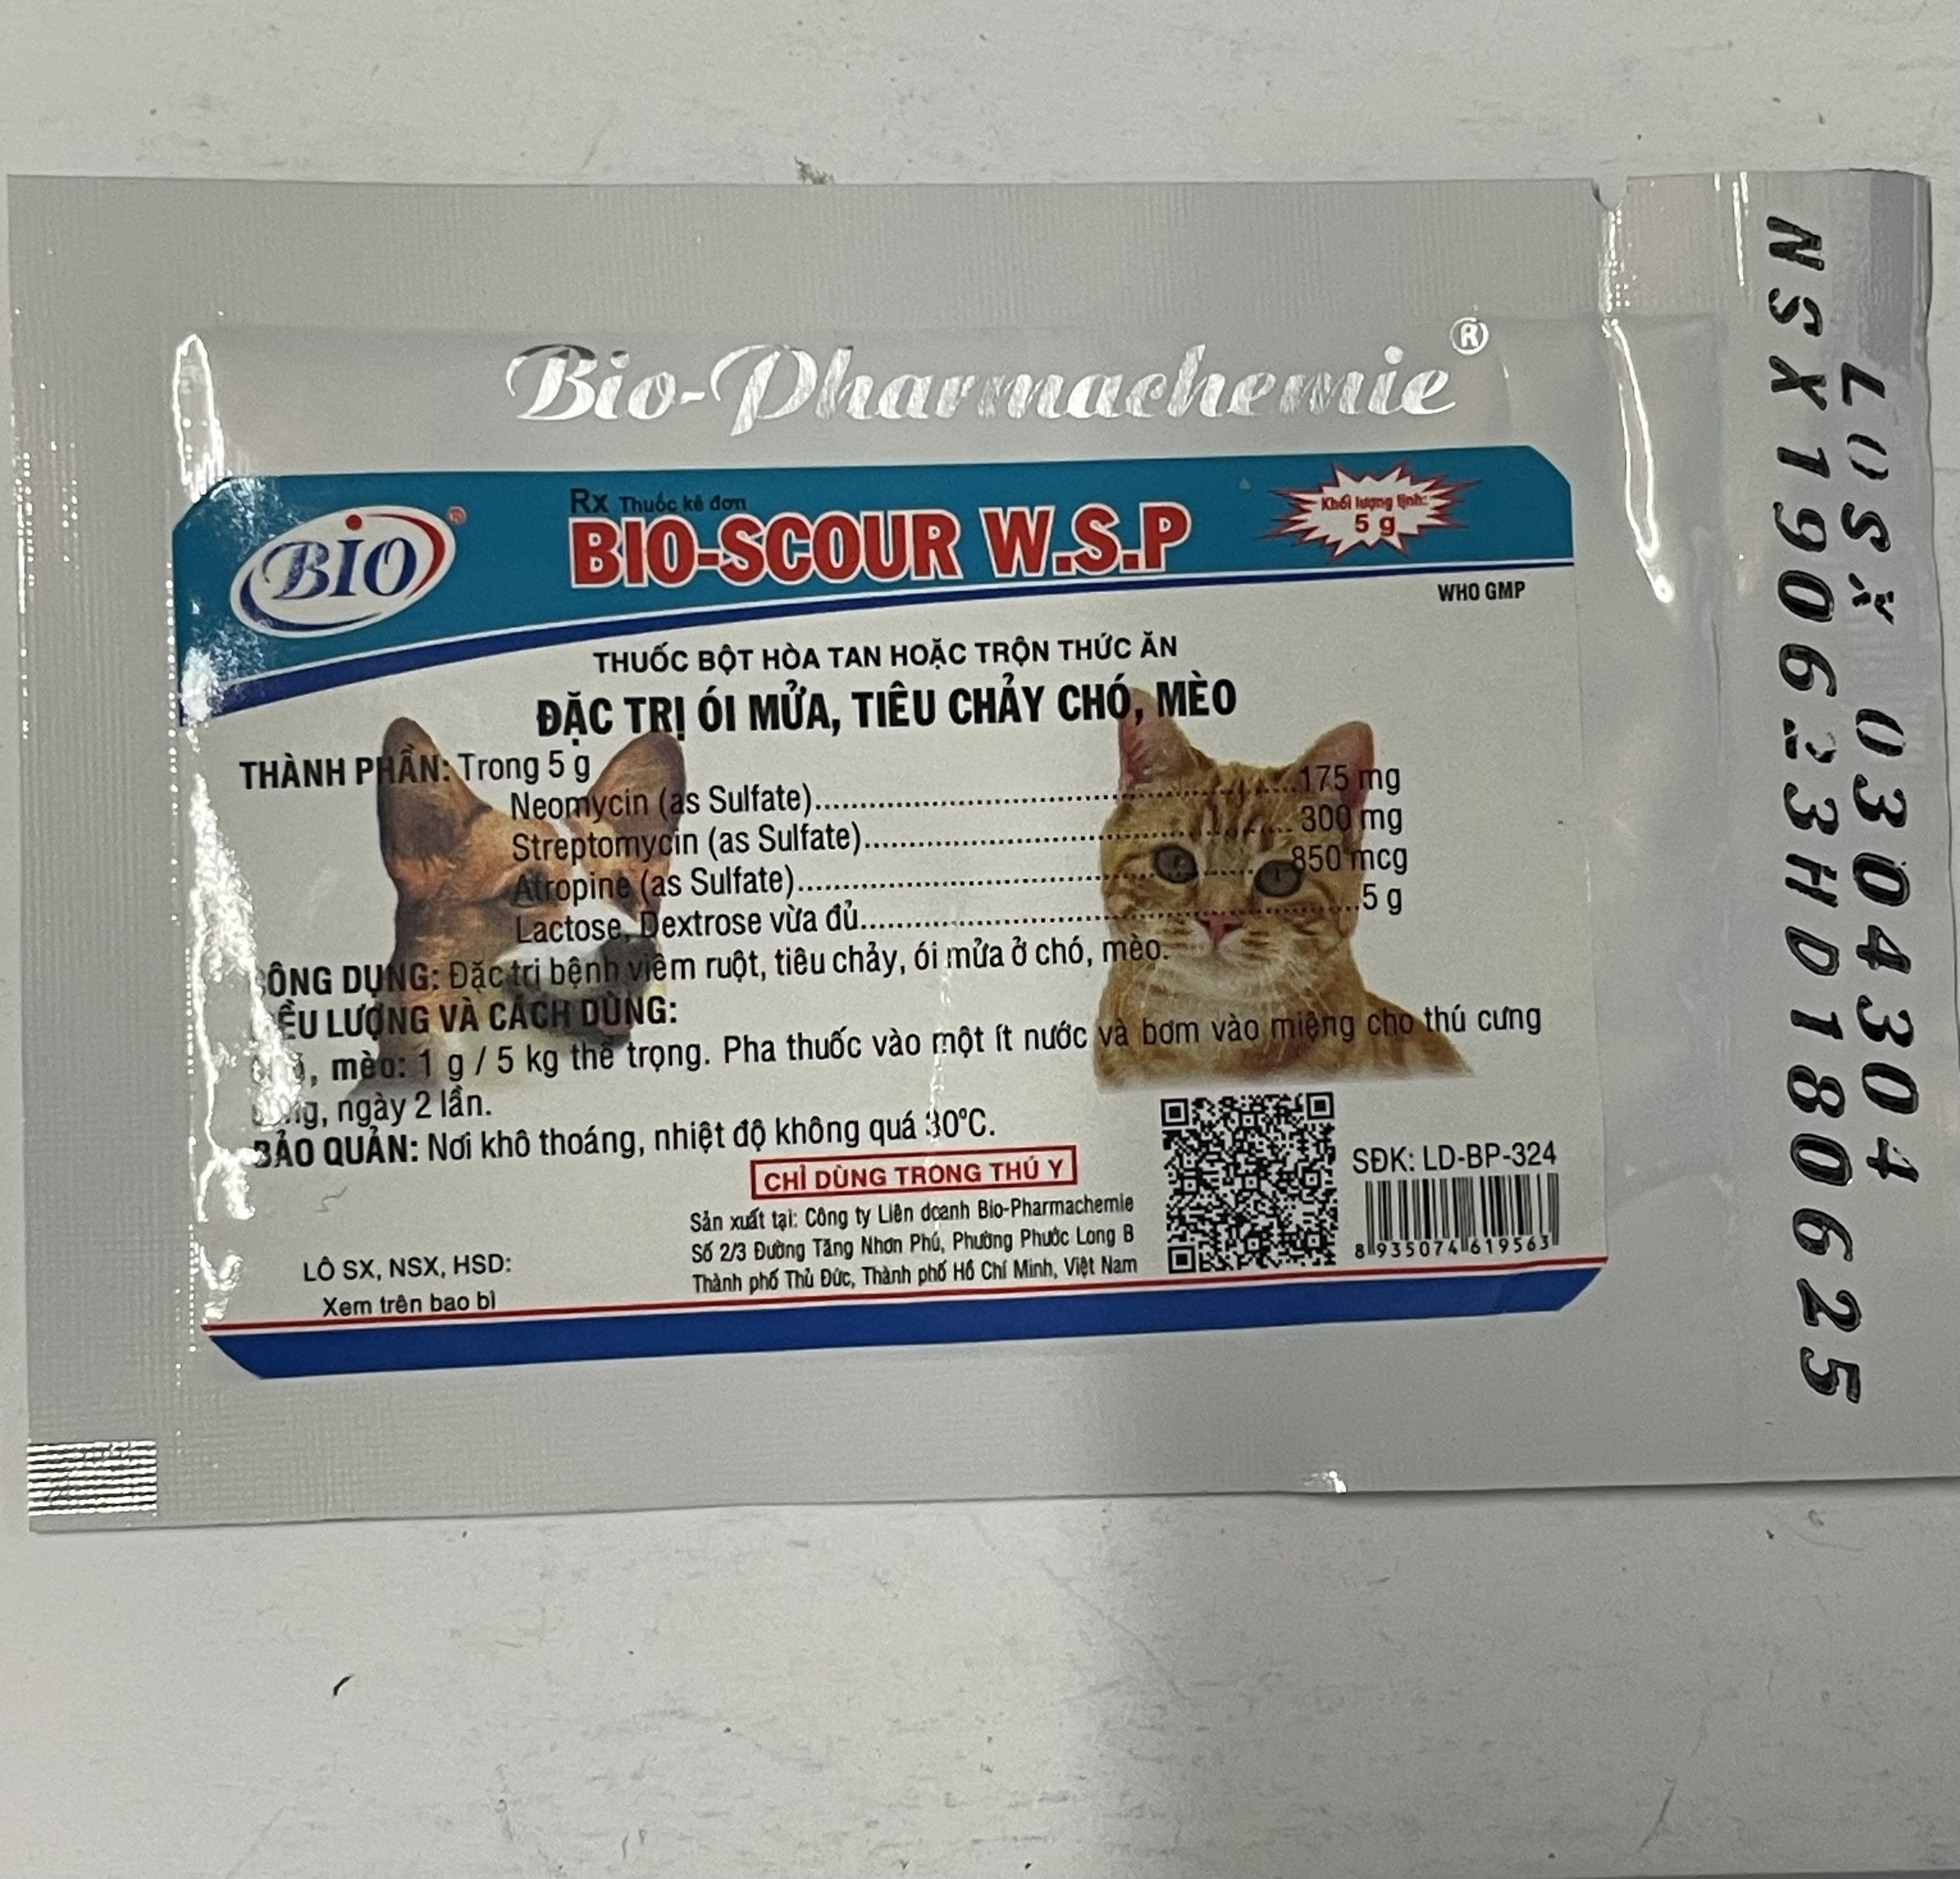 Bio-Pharmachemie®
BIO®
Rx Thuốc kê đơn
BIO-SCOUR W.S.P
Khối lượng tịnh:
5 g
WHO GMP
THUỐC BỘT HÒA TAN HOẶC TRỘN THỨC ĂN
ĐẶC TRỊ ÓI MỬA, TIÊU CHẢY CHÓ, MÈO
THÀNH PHẦN: Trong 5 g
Neomycin (as Sulfate)........175 mg
Streptomycin (as Sulfate)........300 mg
Atropine (as Sulfate)........850 mcg
Lactose, Dextrose vừa đủ........5 g
CÔNG DỤNG: Đặc trị bệnh viêm ruột, tiêu chảy, ói mửa ở chó, mèo.
LIỀU LƯỢNG VÀ CÁCH DÙNG:
Chó, mèo: 1 g / 5 kg thể trọng. Pha thuốc vào một ít nước và bơm vào miệng cho thú cưng
uống, ngày 2 lần.
BẢO QUẢN: Nơi khô thoáng, nhiệt độ không quá 30°C.
CHỈ DÙNG TRONG THÚ Y
Sản xuất tại: Công ty Liên doanh Bio-Pharmachemie
Số 2/3 Đường Tăng Nhơn Phú, Phường Phước Long B
Thành phố Thủ Đức, Thành phố Hồ Chí Minh, Việt Nam
LÔ SX, NSX, HSD:
Xem trên bao bì
SĐK: LD-BP-324
8 935074 619563
LOSX 0304304
NSX190623HD180625